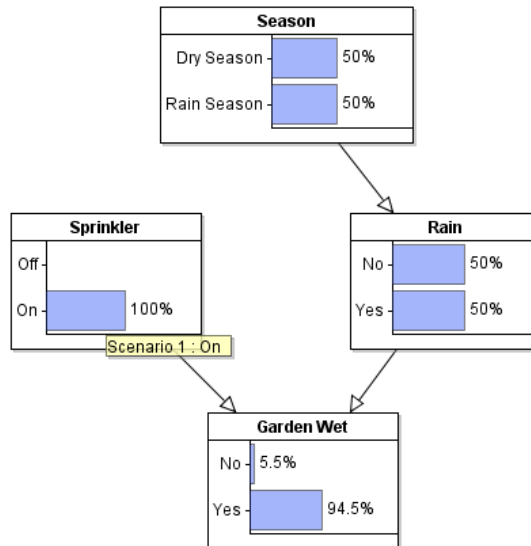 Season
Dry Season 50%
Rain Season 50%
Sprinkler
Off
On 100%
Scenario 1 : On
Rain
No 50%
Yes 50%
Garden Wet
No 5.5%
Yes 94.5%